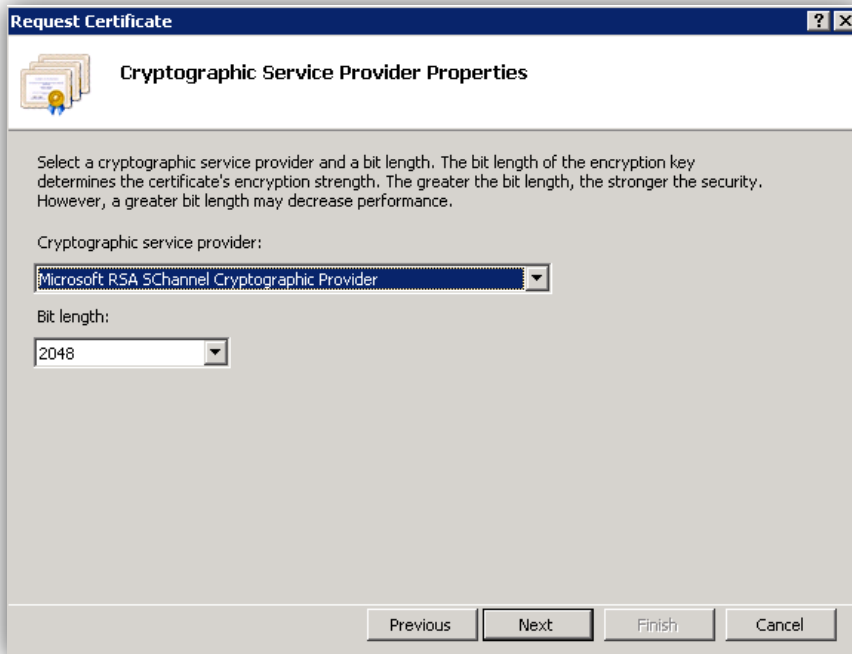 Request Certificate
Cryptographic Service Provider Properties
Select a cryptographic service provider and a bit length. The bit length of the encryption key
determines the certificate's encryption strength. The greater the bit length, the stronger the security.
However, a greater bit length may decrease performance.
Cryptographic service provider:
Microsoft RSA SChannel Cryptographic Provider
Bit length:
2048
Previous Next Finish Cancel